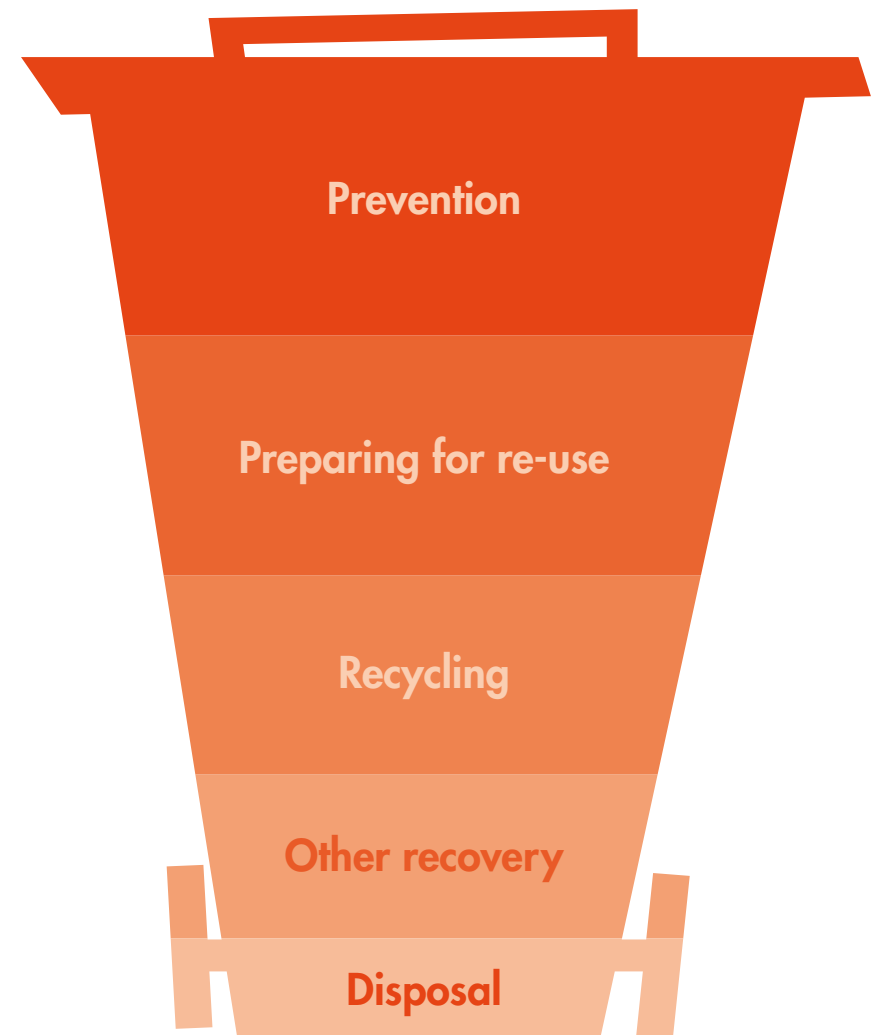 Prevention
Preparing for re-use
Recycling
Other recovery
Disposal